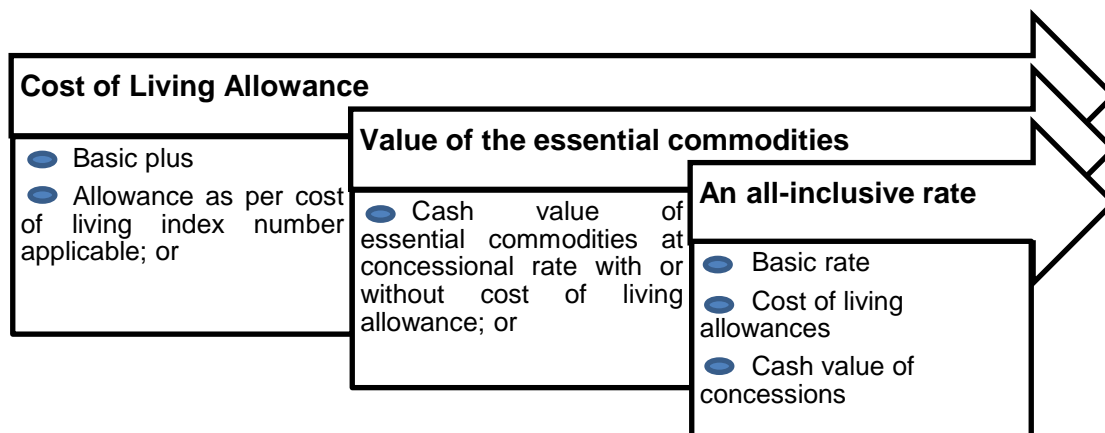 Cost of Living Allowance
Basic plus
Allowance as per cost
of living index number
applicable; or
Value of the essential commodities
Cash value of
essential commodities at
concessional rate with or
without cost of living
allowance; or
An all-inclusive rate
Basic rate
Cost of living
allowances
Cash value of
concessions